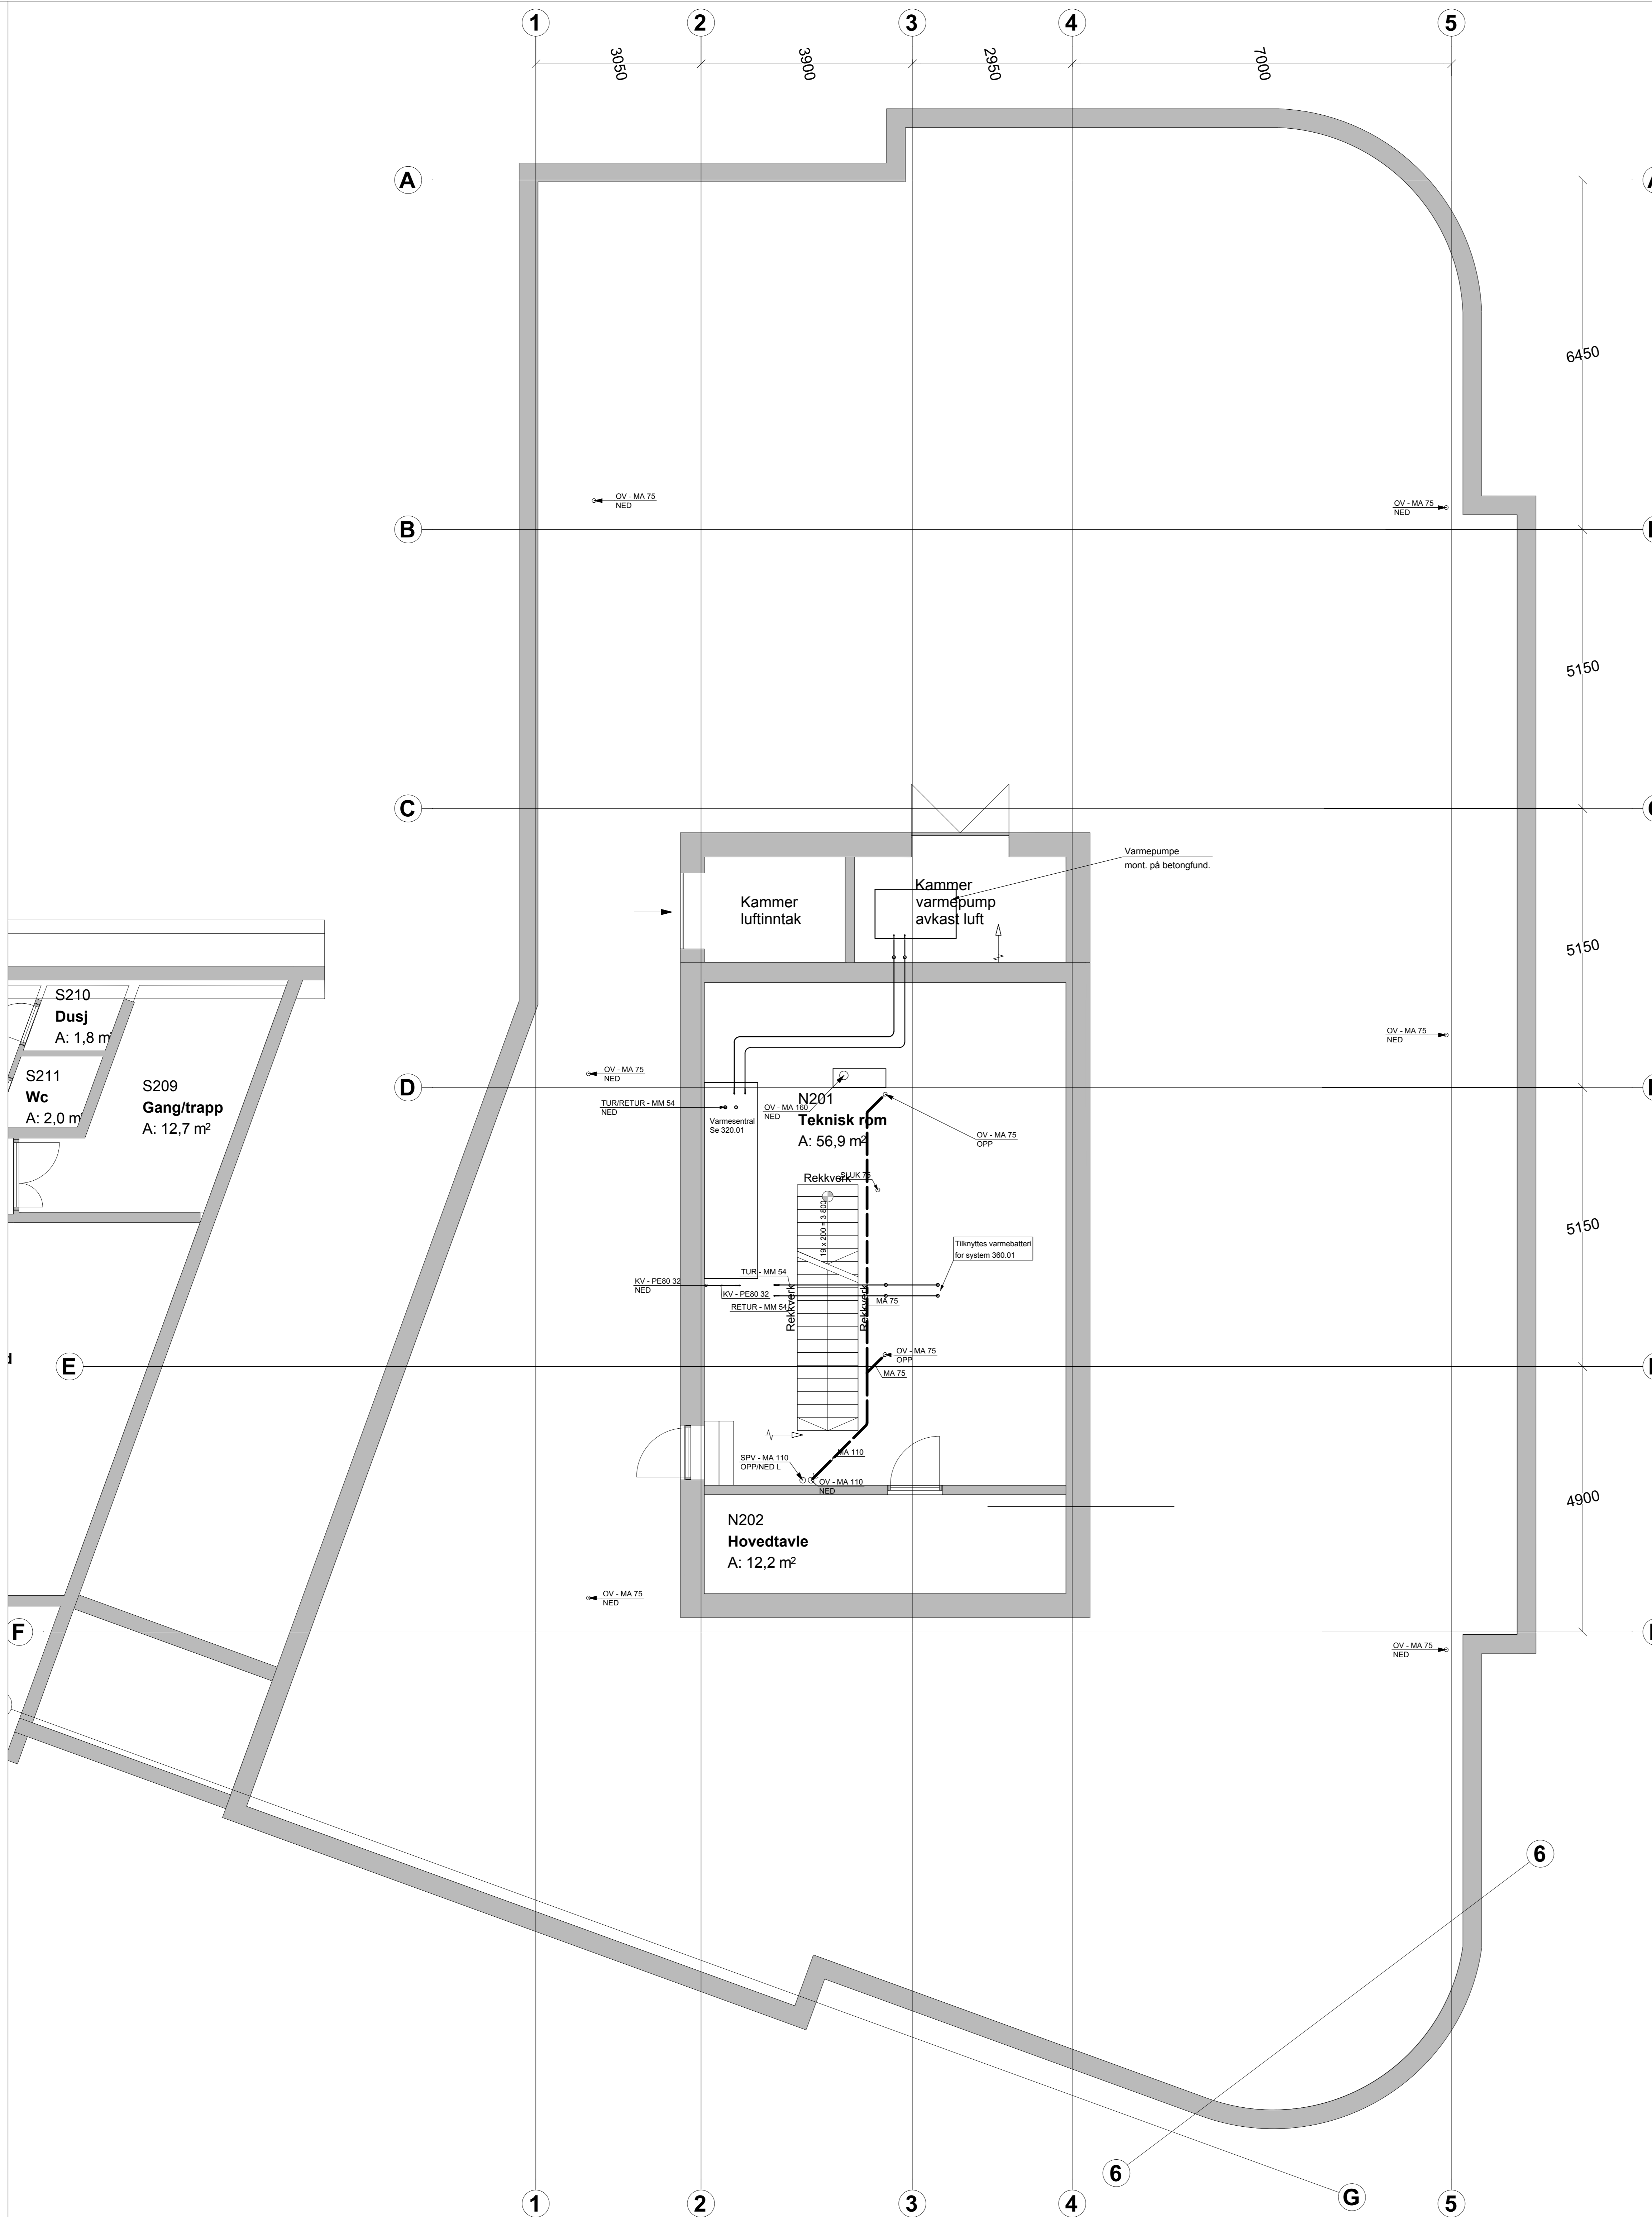 1
2
3
4
5
3050
3900
2950
7000
A
6450
OV - MA 75
NED
OV - MA 75
NED
B
5150
C
Varmepumpe
mont. på betongfund.
Kammer
luftinntak
Kammer
varmepump
avkast luft
5150
S210
Dusj
A: 1,8 m
S211
Wc
A: 2,0 m
S209
Gang/trapp
A: 12,7 m²
OV - MA 75
NED
OV - MA 75
NED
D
TUR/RETUR - MM 54
NED
Varmesentral
Se 320.01
OV - MA 160
NED
N201
Teknisk rom
A: 56,9 m²
OV - MA 75
OPP
Rekkverk
SLUK 75
19 x 200 = 3 800
5150
Tilknyttes varmebatteri
for system 360.01
TUR - MM 54
KV - PE80 32
NED
KV - PE80 32
RETUR - MM 54
Rekkverk
Rekkverk
MA 75
OV - MA 75
OPP
MA 75
E
SPV - MA 110
OPP/NED L
MA 110
OV - MA 110
NED
4900
N202
Hovedtavle
A: 12,2 m²
OV - MA 75
NED
F
OV - MA 75
NED
6
6
G
1
2
3
4
5